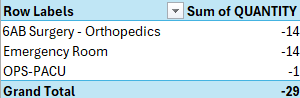 Row Labels Sum of QUANTITY
6AB Surgery - Orthopedics -14
Emergency Room -14
OPS-PACU -1
Grand Total -29